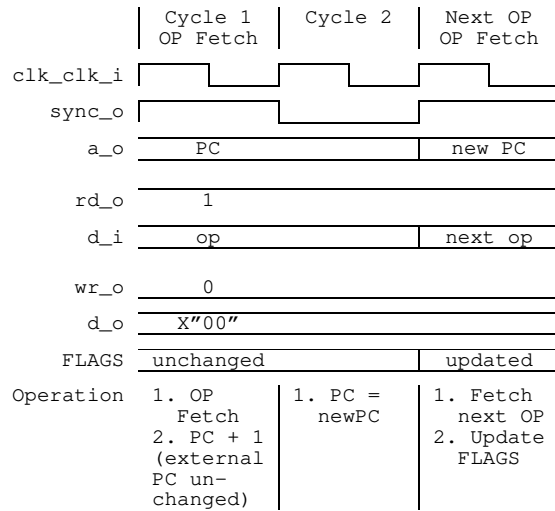 Cycle 1 Cycle 2 Next OP
OP Fetch OP Fetch
clk_clk_i
sync_o
a_o PC new PC
rd_o 1
d_i op next op
wr_o 0
d_o X"00"
FLAGS unchanged updated
Operation 1. OP 1. PC = 1. Fetch
Fetch newPC next OP
2. PC + 1 2. Update
(external FLAGS
PC un-
changed)